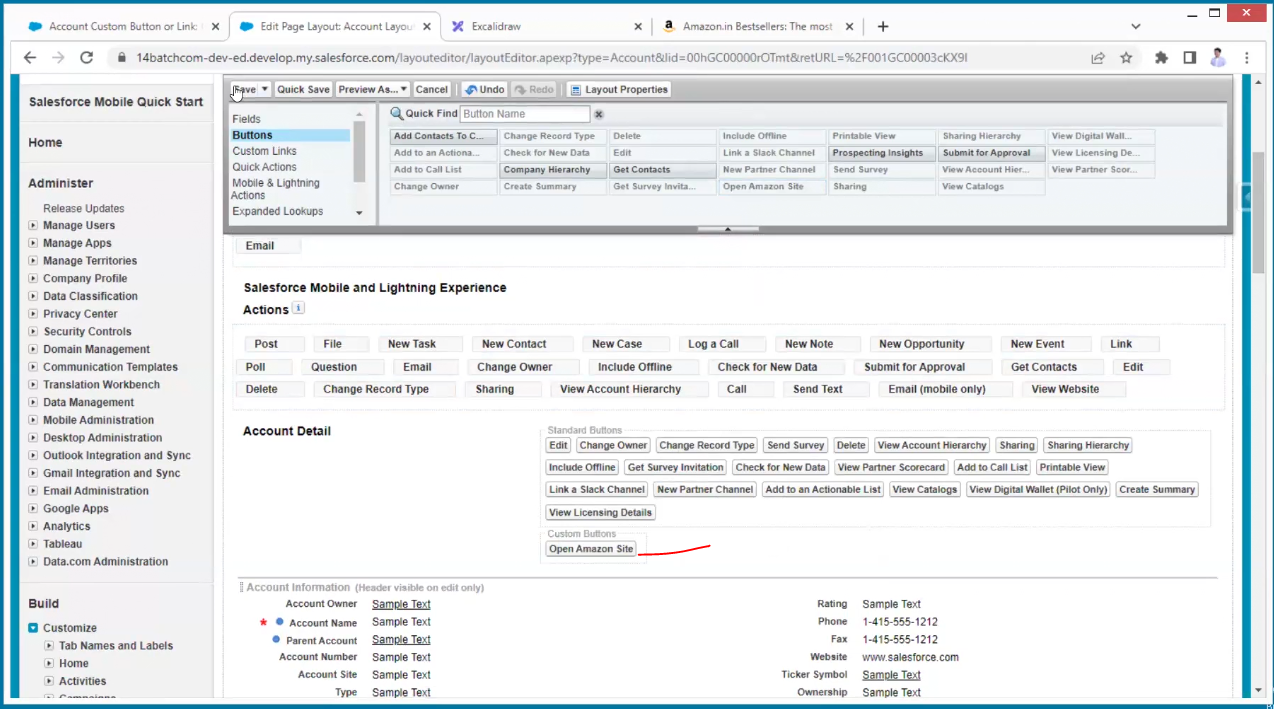 Account Custom Button or Link:
Edit Page Layout: Account Layou
Excalidraw
Amazon.in Bestsellers: The most
14batchcom-dev-ed.develop.my.salesforce.com/layouteditor/layoutEditor.apexp?type=Account&lid=00hGC00000rOTmt&retURL=%2F001GC00003cKX9I
Salesforce Mobile Quick Start
Home
Administer
Release Updates
Manage Users
Manage Apps
Manage Territories
Company Profile
Data Classification
Privacy Center
Security Controls
Domain Management
Communication Templates
Translation Workbench
Data Management
Mobile Administration
Desktop Administration
Outlook Integration and Sync
Gmail Integration and Sync
Email Administration
Google Apps
Analytics
Tableau
Data.com Administration
Build
Customize
Tab Names and Labels
Home
Activities
Save Quick Save Preview As... Cancel Undo Redo Layout Properties
Fields
Buttons
Custom Links
Quick Actions
Mobile & Lightning
Actions
Expanded Lookups
Quick Find Button Name
Add Contacts To C... Change Record Type Delete Include Offline Printable View Sharing Hierarchy View Digital Wall...
Add to an Actiona... Check for New Data Edit Link a Slack Channel Prospecting Insights Submit for Approval View Licensing De...
Add to Call List Company Hierarchy Get Contacts New Partner Channel Send Survey View Account Hier... View Partner Scor...
Change Owner Create Summary Get Survey Invita... Open Amazon Site Sharing View Catalogs
Email
Salesforce Mobile and Lightning Experience
Actions i
Post File New Task New Contact New Case Log a Call New Note New Opportunity New Event Link
Poll Question Email Change Owner Include Offline Check for New Data Submit for Approval Get Contacts Edit
Delete Change Record Type Sharing View Account Hierarchy Call Send Text Email (mobile only) View Website
Account Detail
Standard Buttons
Edit Change Owner Change Record Type Send Survey Delete View Account Hierarchy Sharing Sharing Hierarchy
Include Offline Get Survey Invitation Check for New Data View Partner Scorecard Add to Call List Printable View
Link a Slack Channel New Partner Channel Add to an Actionable List View Catalogs View Digital Wallet (Pilot Only) Create Summary
View Licensing Details
Custom Buttons
Open Amazon Site
Account Information (Header visible on edit only)
Account Owner Sample Text Rating Sample Text
* Account Name Sample Text Phone 1-415-555-1212
Parent Account Sample Text Fax 1-415-555-1212
Account Number Sample Text Website www.salesforce.com
Account Site Sample Text Ticker Symbol Sample Text
Type Sample Text Ownership Sample Text